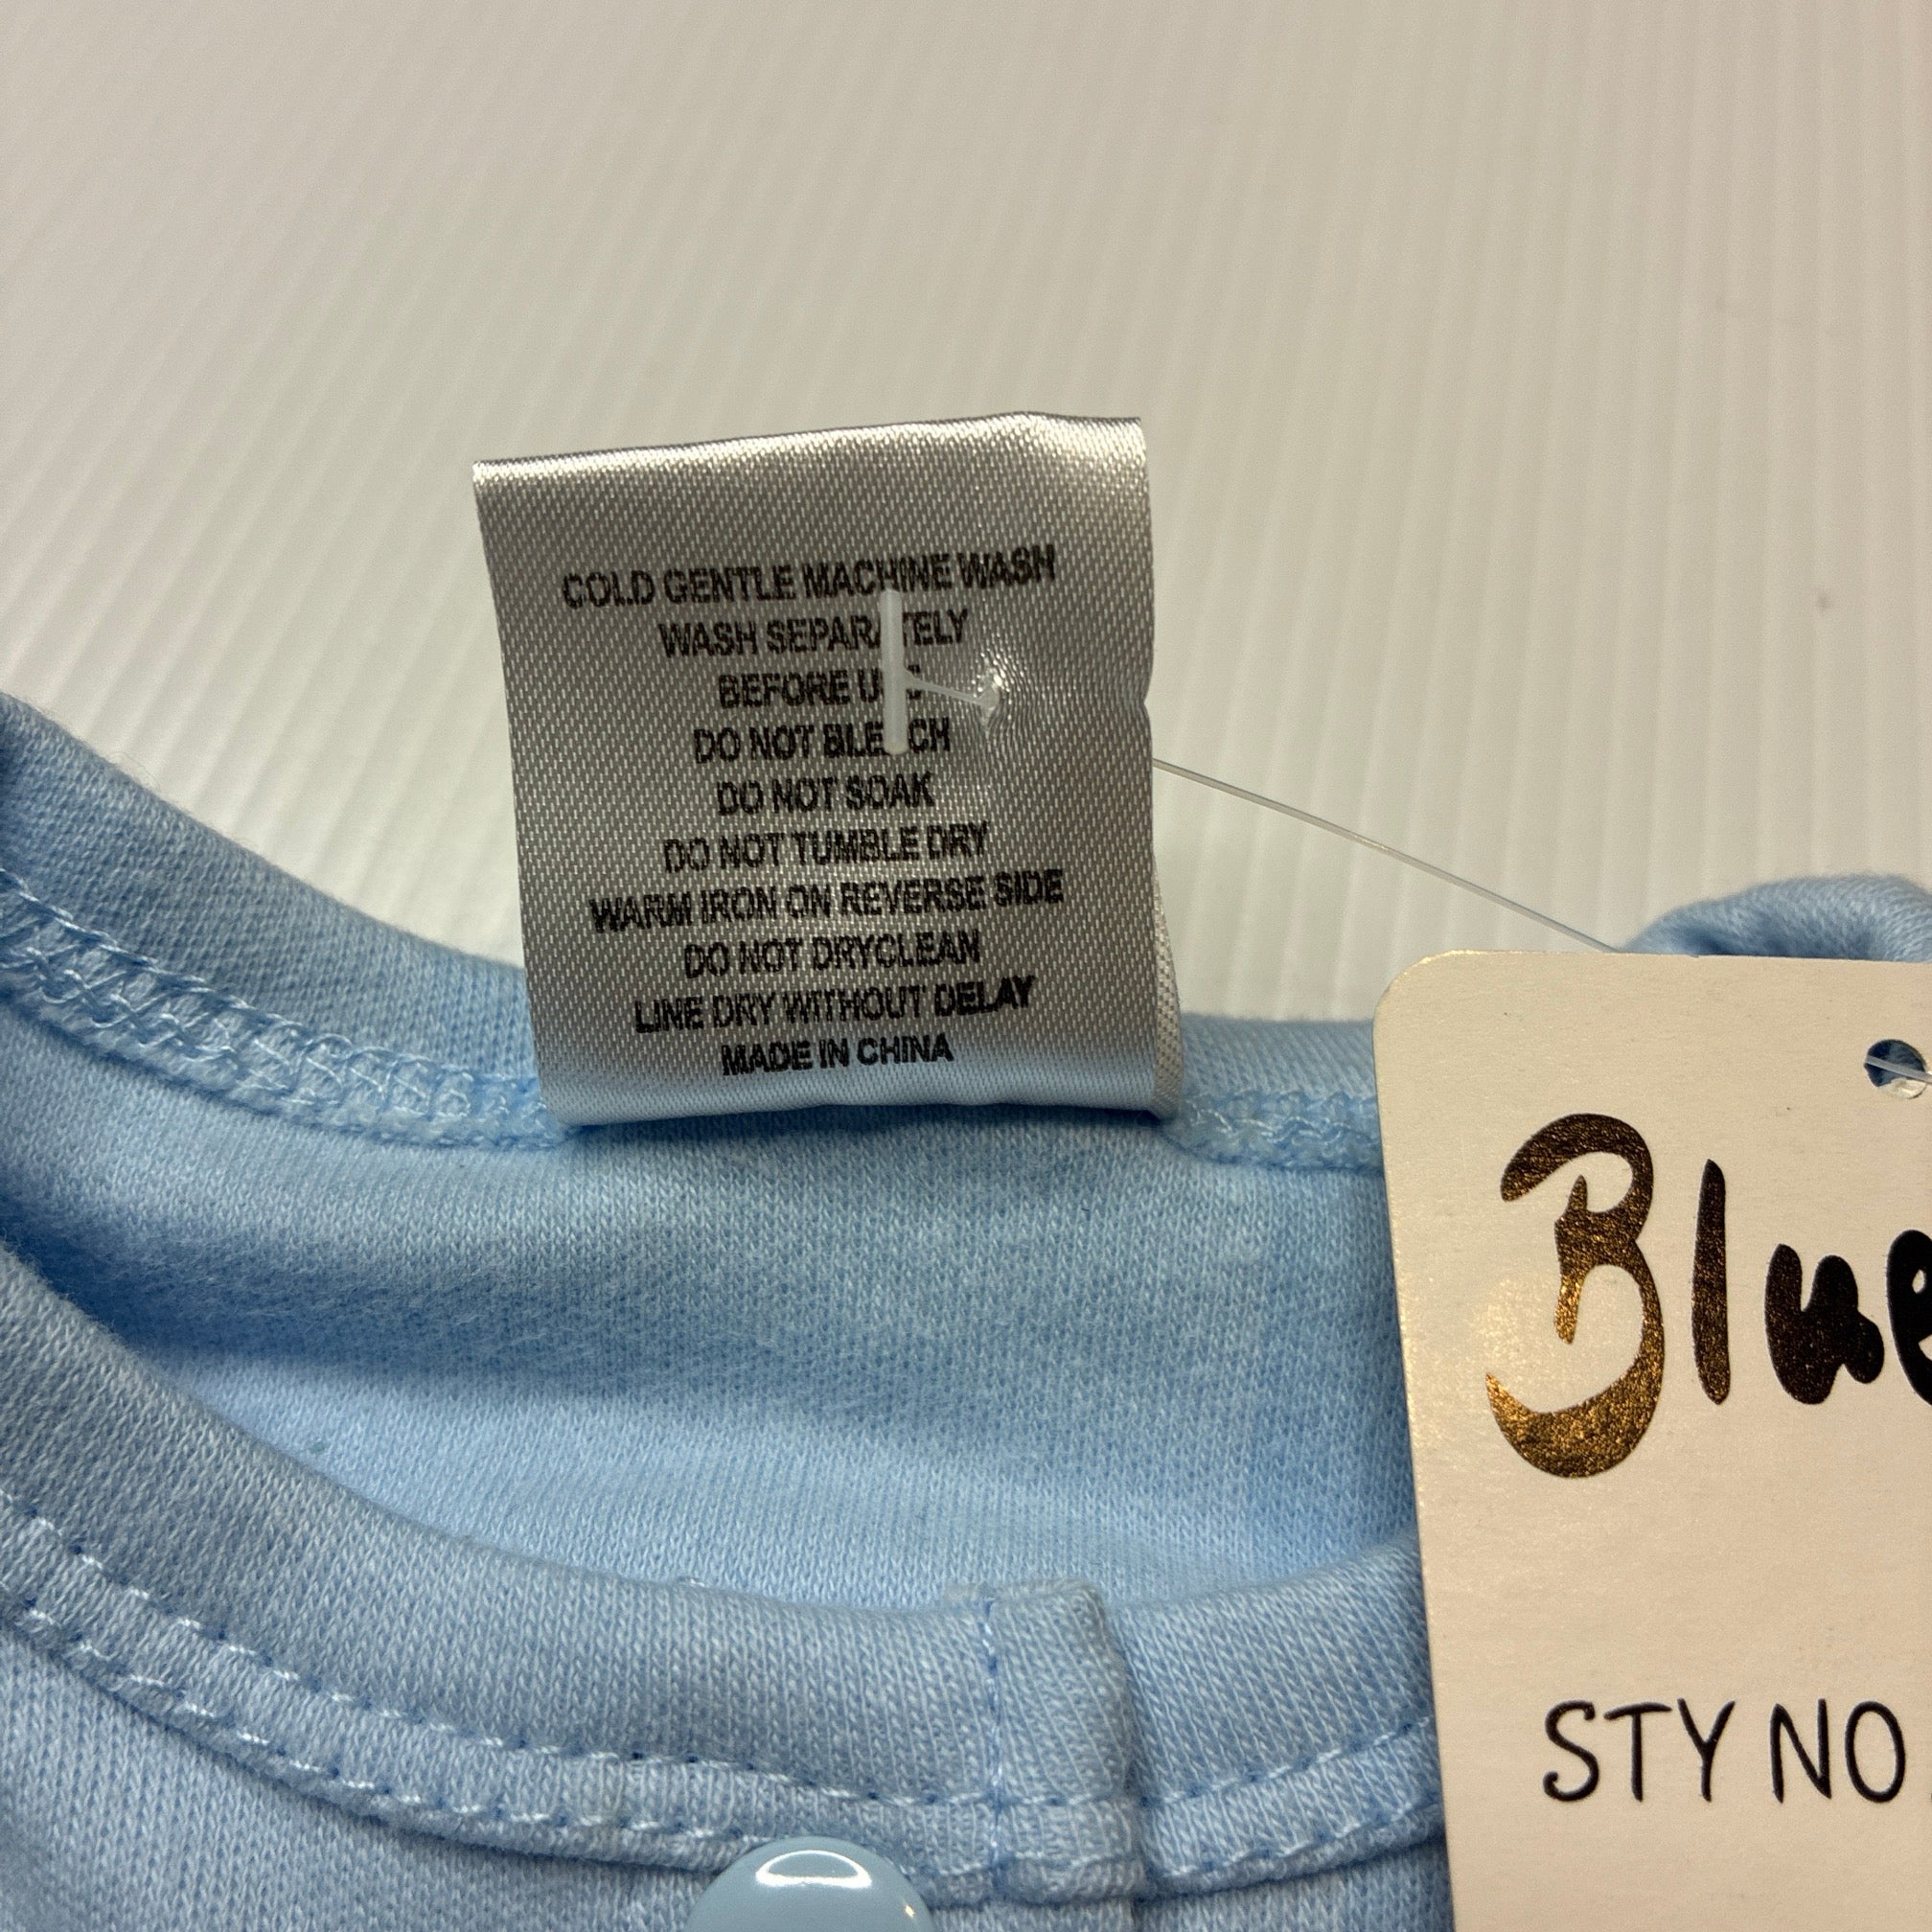 COLD GENTLE MACHINE WASH
WASH SEPARATELY
BEFORE USE
DO NOT BLEACH
DO NOT SOAK
DO NOT TUMBLE DRY
WARM IRON ON REVERSE SIDE
DO NOT DRYCLEAN
LINE DRY WITHOUT DELAY
MADE IN CHINA
Blue
STY NO